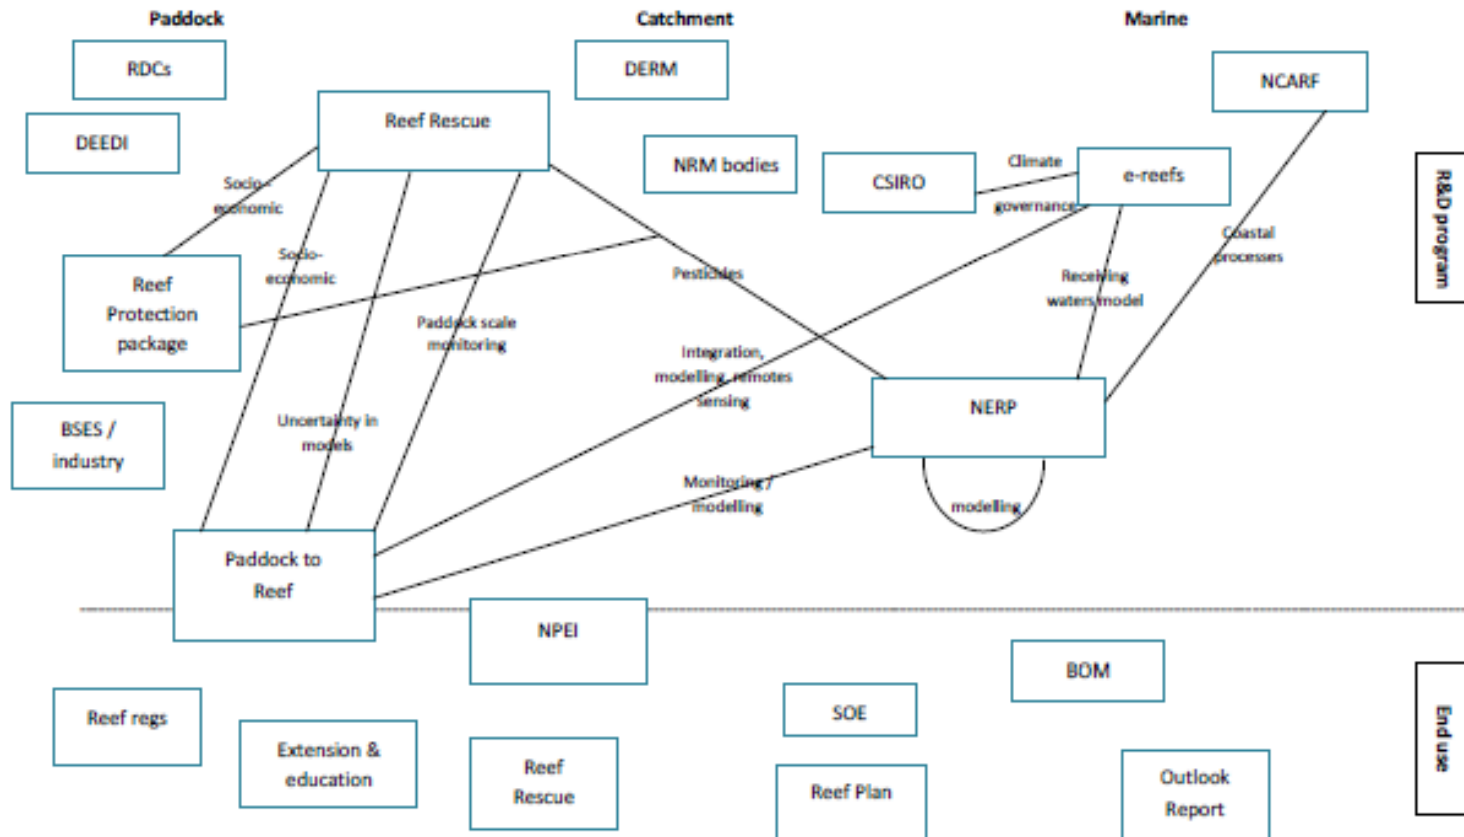 Paddock
Catchment
Marine
RDCs
DERM
NCARF
Reef Rescue
DEEDI
NRM bodies
CSIRO
Climate
governance
e-reefs
R&D program
Socio-
economic
Socio-
economic
Coastal
processes
Reef
Protection
package
Pesticides
Receiving
waters model
Paddock scale
monitoring
Integration,
modelling, remotes
sensing
NERP
BSES /
industry
Uncertainty in
models
Monitoring /
modelling
modelling
Paddock to
Reef
NPEI
BOM
Reef regs
SOE
End use
Extension &
education
Reef
Rescue
Reef Plan
Outlook
Report